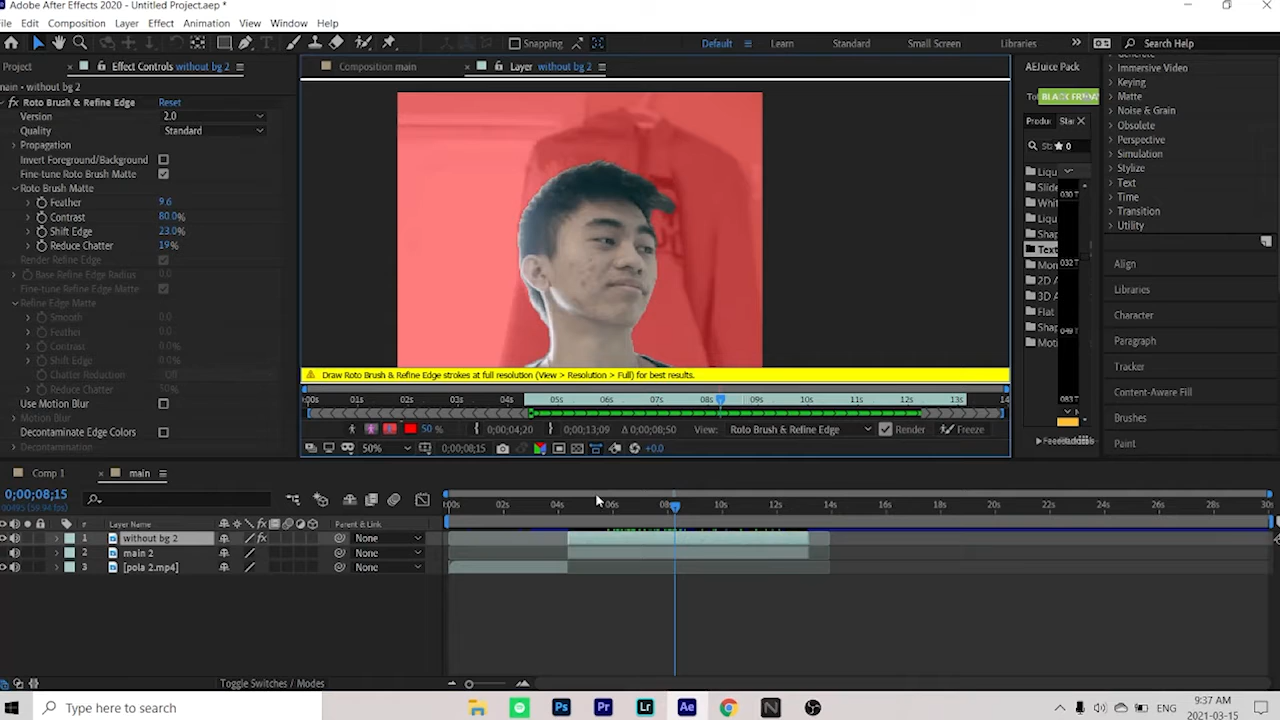 Adobe After Effects 2020 - Untitled Project.aep *
File Edit Composition Layer Effect Animation View Window Help
Snapping Default Learn Standard Small Screen Libraries Search Help
Project Effect Controls without bg 2
main - without bg 2
Roto Brush & Refine Edge Reset
Version 2.0
Quality Standard
Propagation
Invert Foreground/Background
Fine-tune Roto Brush Matte
Roto Brush Matte
Feather 9.6
Contrast 80.0%
Shift Edge 23.0%
Reduce Chatter 19%
Render Refine Edge
Base Refine Edge Radius 0.0
Fine-tune Refine Edge Matte
Refine Edge Matte
Smooth 0.0
Feather 0.0
Contrast 0.0%
Shift Edge 0.0%
Chatter Reduction Off
Reduce Chatter 50%
Use Motion Blur
Motion Blur
Decontaminate Edge Colors
Decontamination
Composition main Layer without bg 2
Draw Roto Brush & Refine Edge strokes at full resolution (View > Resolution > Full) for best results.
:00s 02s 03s 04s 05s 06s 07s 08s 09s 10s 11s 12s 13s 14
50 % 0;00;04;20 0;00;13;09 Δ 0;00;08;50 View: Roto Brush & Refine Edge Render Freeze
50% 0;00;08;15 +0.0
AEJuice Pack
BLACK FRIDAY
Produ Sta
0
Liqu
Slide
Whi
Liqu
Shap
Text
Mon
2D A
3D A
Flat
Shap
Moti
Feedback
Immersive Video
Keying
Matte
Noise & Grain
Obsolete
Perspective
Simulation
Stylize
Text
Time
Transition
Utility
Align
Libraries
Character
Paragraph
Tracker
Content-Aware Fill
Brushes
Paint
Comp 1 main
0;00;08;15
00495 (59.94 fps)
:00s 02s 04s 06s 08s 10s 12s 14s 16s 18s 20s 22s 24s 26s 28s 30s
# Layer Name Parent & Link
1 without bg 2 None
2 main 2 None
3 [pola 2.mp4] None
Toggle Switches / Modes
Type here to search
Ps Pr Lr Ae N
ENG 9:37 AM
2021-03-15